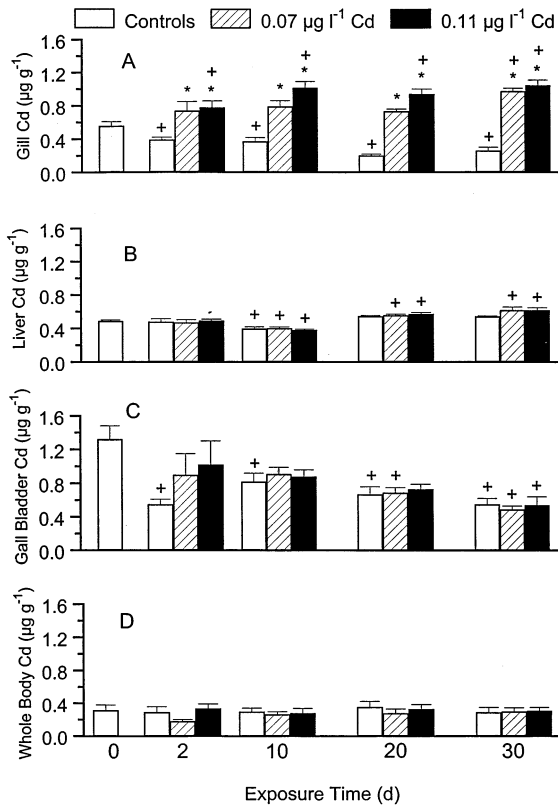 Controls 0.07 µg l⁻¹ Cd 0.11 µg l⁻¹ Cd
A
Gill Cd (µg g⁻¹)
1.6
1.2
0.8
0.4
0.0
+ * + *
+ * + *
+ * + *
+ + * + *
B
Liver Cd (µg g⁻¹)
1.6
1.2
0.8
0.4
0.0
+ + +
+ +
+ +
C
Gall Bladder Cd (µg g⁻¹)
1.6
1.2
0.8
0.4
0.0
+
+
+ +
+ + +
D
Whole Body Cd (µg g⁻¹)
1.6
1.2
0.8
0.4
0.0
0 2 10 20 30
Exposure Time (d)